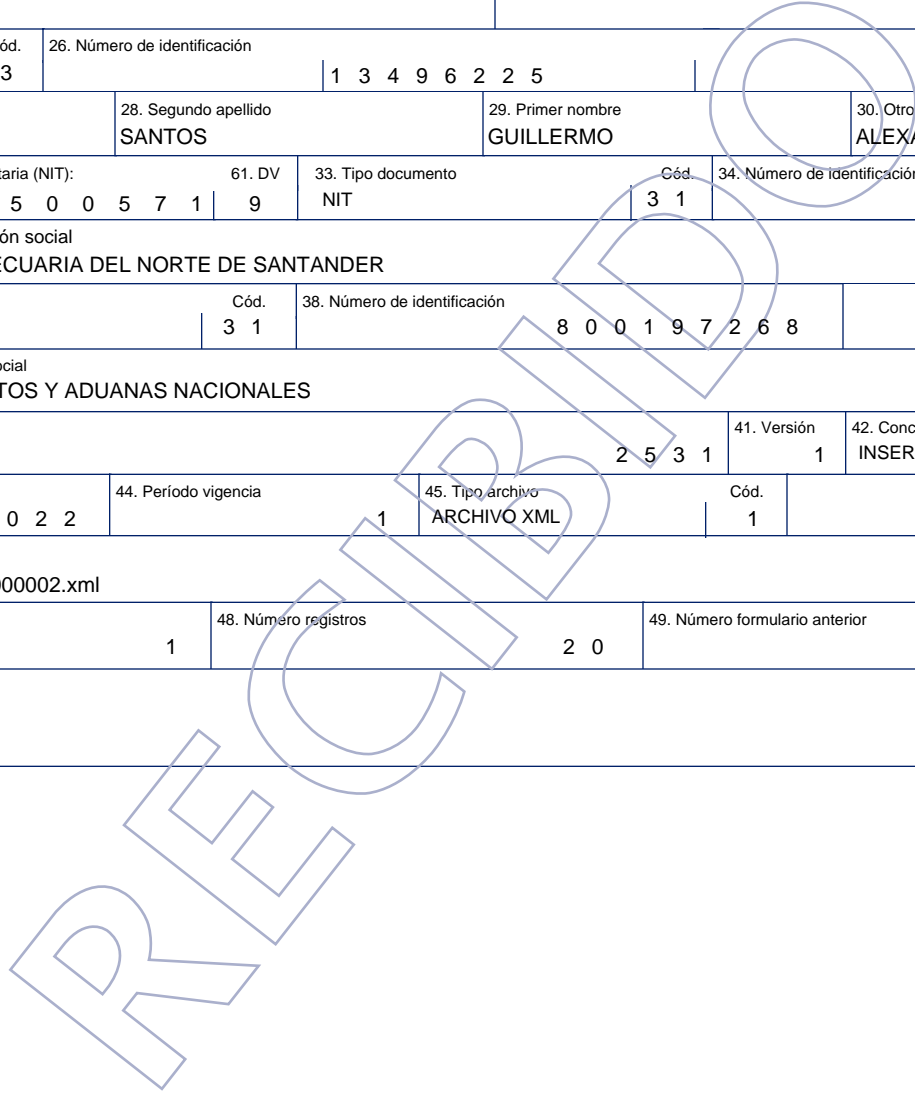 ód. 26. Número de identificación
3 1 3 4 9 6 2 2 5
28. Segundo apellido 29. Primer nombre 30. Otro
SANTOS GUILLERMO ALEXA
taria (NIT): 61. DV 33. Tipo documento Cód. 34. Número de identificación
5 0 0 5 7 1 9 NIT 3 1
ón social
ECUARIA DEL NORTE DE SANTANDER
Cód. 38. Número de identificación
3 1 8 0 0 1 9 7 2 6 8
ocial
TOS Y ADUANAS NACIONALES
41. Versión 42. Conc
2 5 3 1 1 INSER
44. Período vigencia 45. Tipo archivo Cód.
0 2 2 1 ARCHIVO XML 1
000002.xml
48. Número registros 49. Número formulario anterior
1 2 0
RECIBIDO